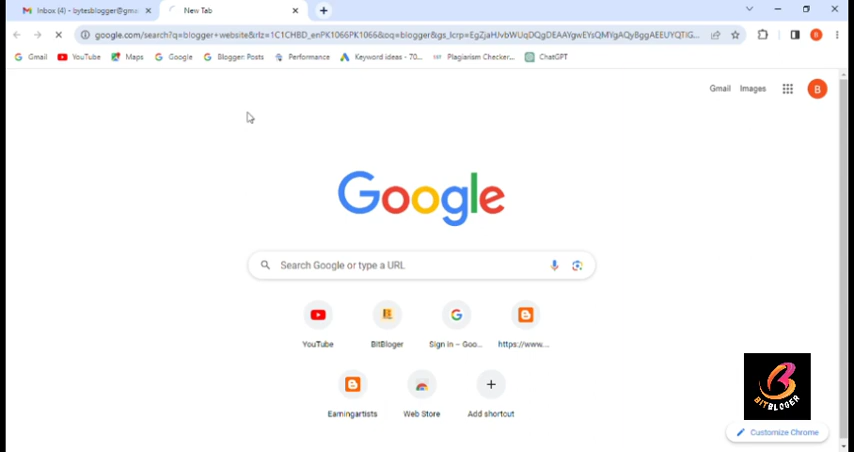 Inbox (4) - bytesblogger@gma
New Tab
google.com/search?q=blogger+website&rlz=1C1CHBD_enPK1066PK1066&oq=blogger&gs_lcrp=EgZjaHJvbWUqDQgDEAAYgwEYsQMYgAQyBggAEEUYQTIG...
Gmail YouTube Maps Google Blogger: Posts Performance Keyword ideas - 70... Plagiarism Checker... ChatGPT
Gmail Images B
Google
Search Google or type a URL
YouTube BitBloger Sign in – Goo... https://www....
Earningartists Web Store Add shortcut
BITBLOGER
Customize Chrome